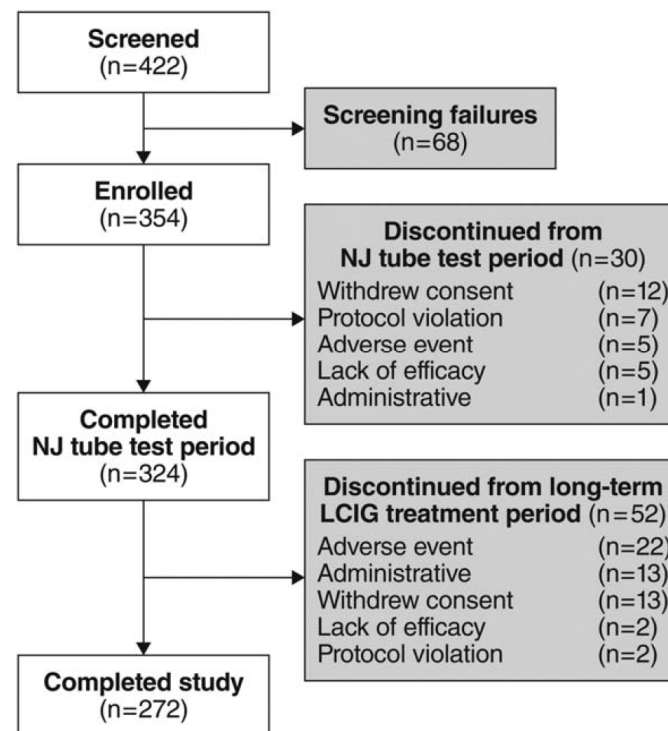 Screened
(n=422)
Screening failures
(n=68)
Enrolled
(n=354)
Discontinued from
NJ tube test period (n=30)
Withdrew consent (n=12)
Protocol violation (n=7)
Adverse event (n=5)
Lack of efficacy (n=5)
Administrative (n=1)
Completed
NJ tube test period
(n=324)
Discontinued from long-term
LCIG treatment period (n=52)
Adverse event (n=22)
Administrative (n=13)
Withdrew consent (n=13)
Lack of efficacy (n=2)
Protocol violation (n=2)
Completed study
(n=272)